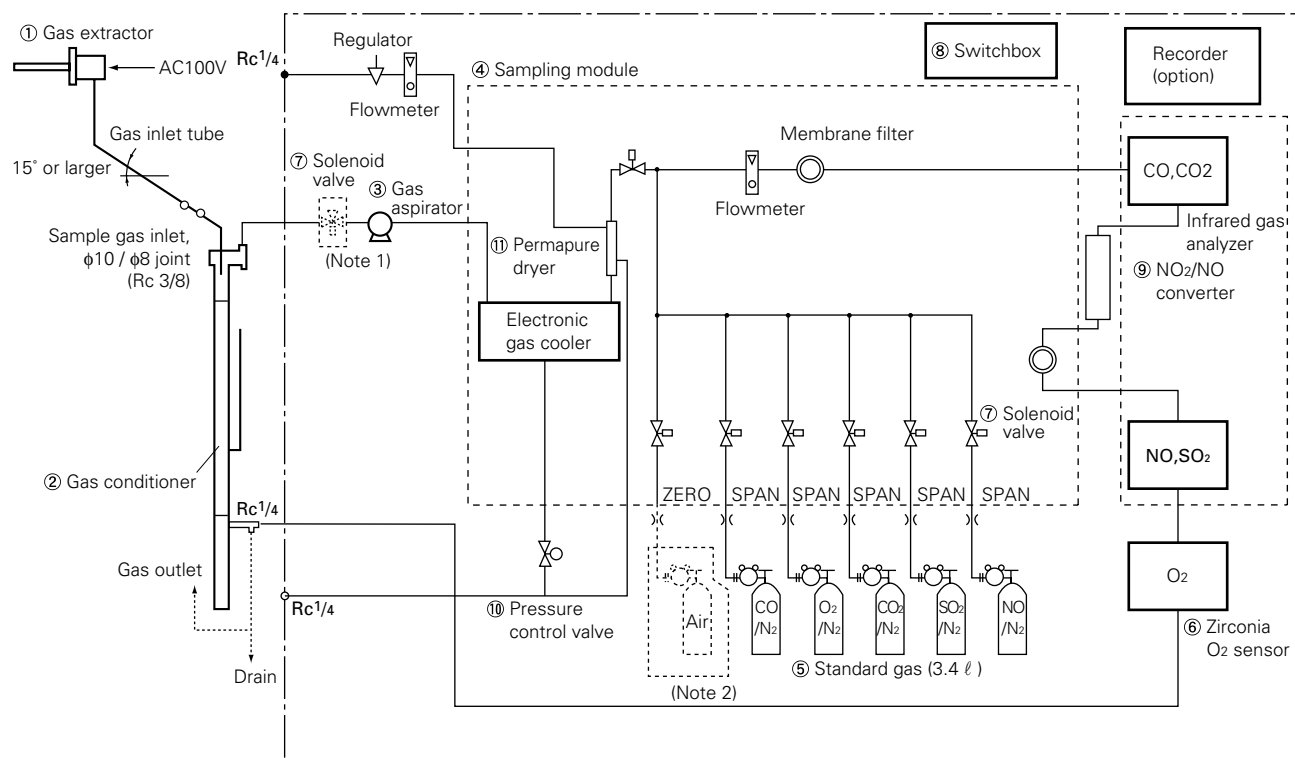 ① Gas extractor
AC100V
Gas inlet tube
15˚ or larger
Sample gas inlet,
ϕ10 / ϕ8 joint
(Rc 3/8)
② Gas conditioner
Gas outlet
Drain
Rc1/4
Rc1/4
Rc1/4
Regulator
Flowmeter
⑦ Solenoid
valve
(Note 1)
③ Gas
aspirator
④ Sampling module
⑪ Permapure
dryer
Electronic
gas cooler
⑩ Pressure
control valve
Flowmeter
Membrane filter
⑧ Switchbox
Recorder
(option)
CO,CO2
Infrared gas
analyzer
⑨ NO2/NO
converter
⑦ Solenoid
valve
NO,SO2
O2
⑥ Zirconia
O2 sensor
ZERO SPAN SPAN SPAN SPAN SPAN
Air
CO
/N2
O2
/N2
CO2
/N2
SO2
/N2
NO
/N2
(Note 2)
⑤ Standard gas (3.4 ℓ )